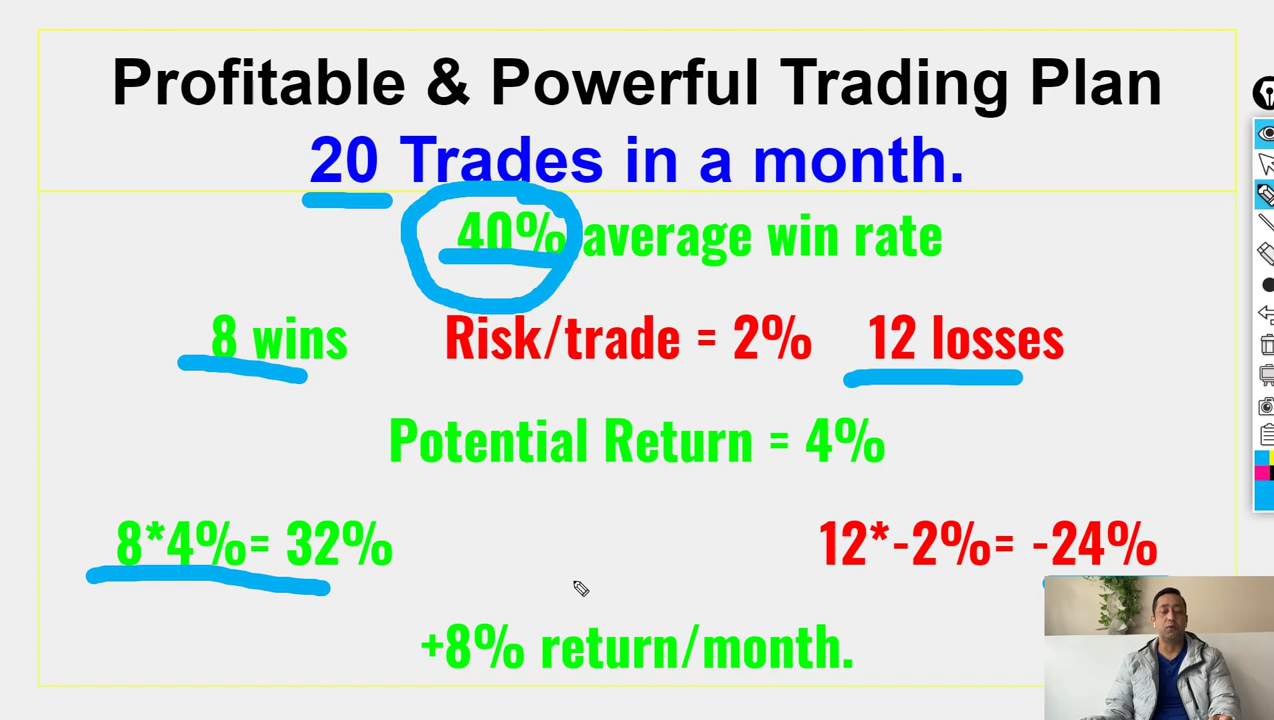 Profitable & Powerful Trading Plan
20 Trades in a month.
40% average win rate
8 wins Risk/trade = 2% 12 losses
Potential Return = 4%
8*4%= 32% 12*-2%= -24%
+8% return/month.